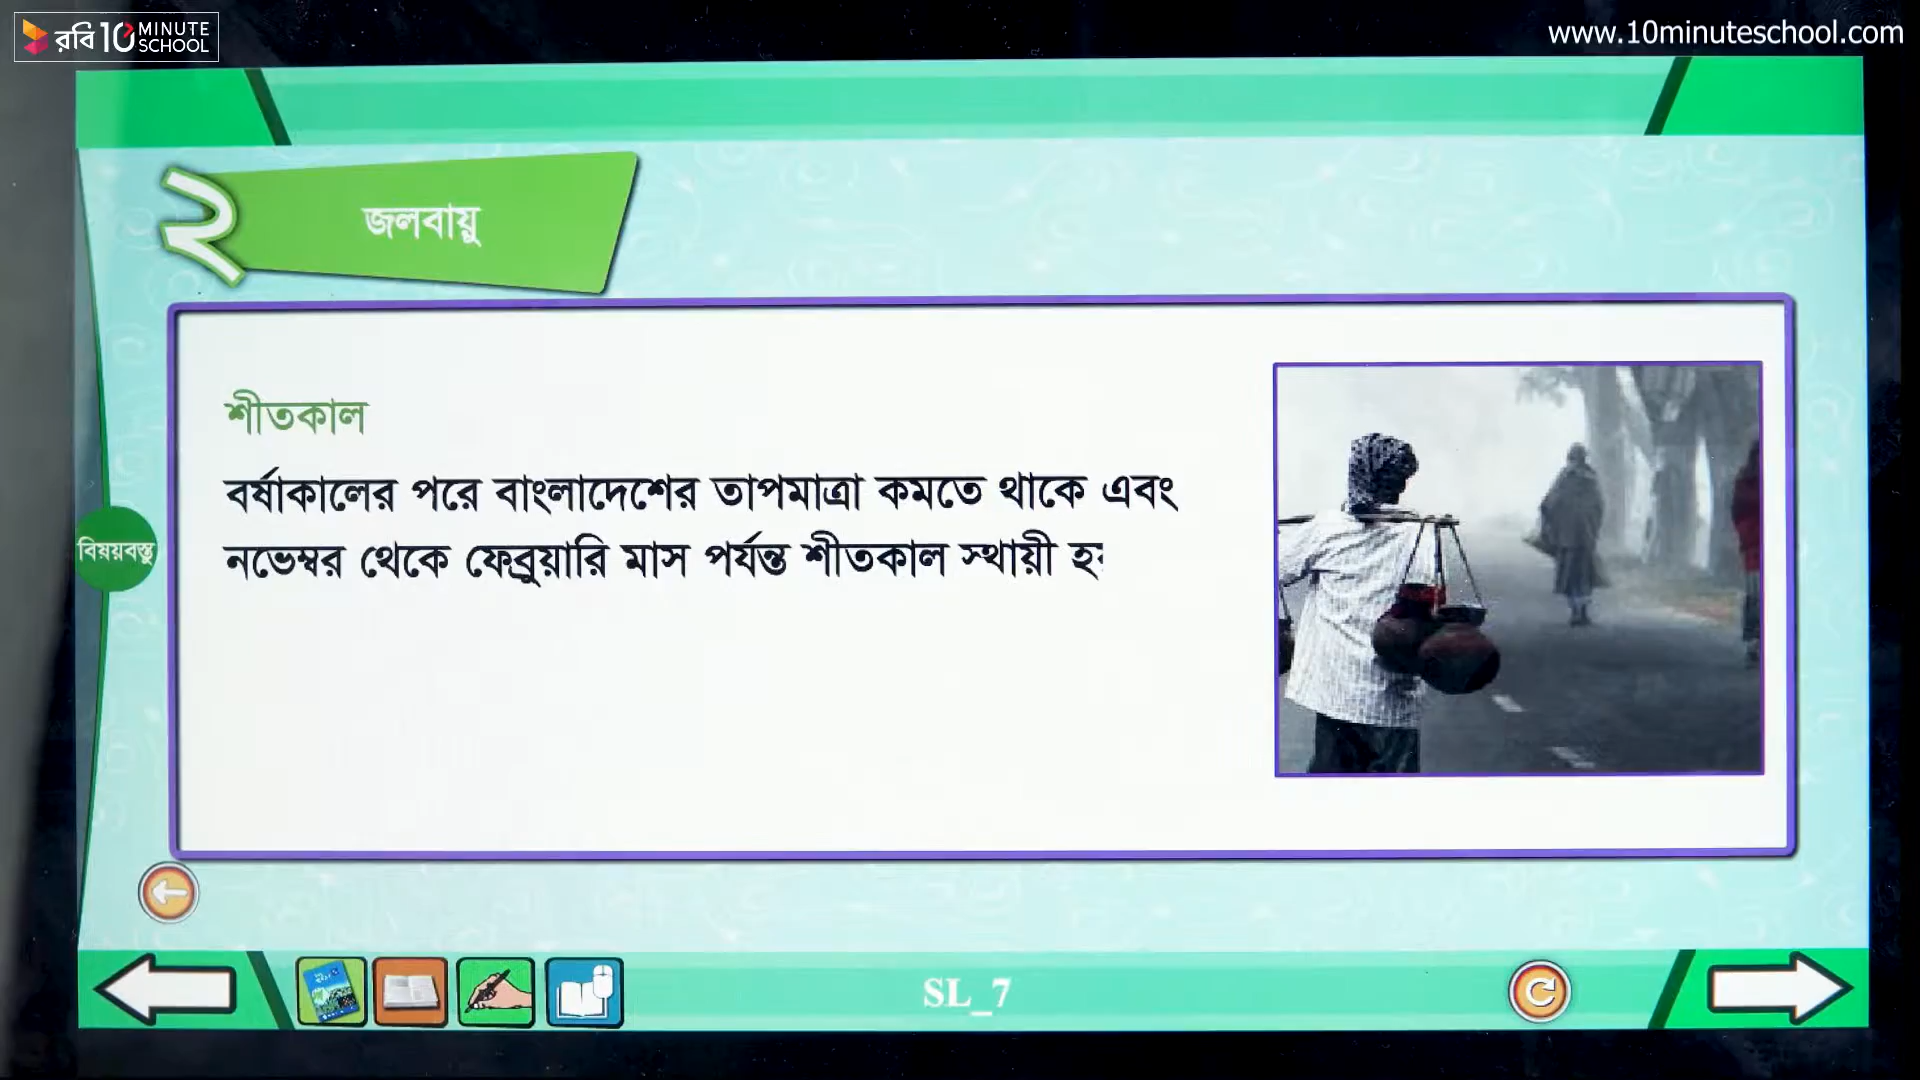 রবি 10 MINUTE SCHOOL
www.10minuteschool.com
২
জলবায়ু
শীতকাল
বর্ষাকালের পরে বাংলাদেশের তাপমাত্রা কমতে থাকে এবং
নভেম্বর থেকে ফেব্রুয়ারি মাস পর্যন্ত শীতকাল স্থায়ী
বিষয়বস্তু
SL_7